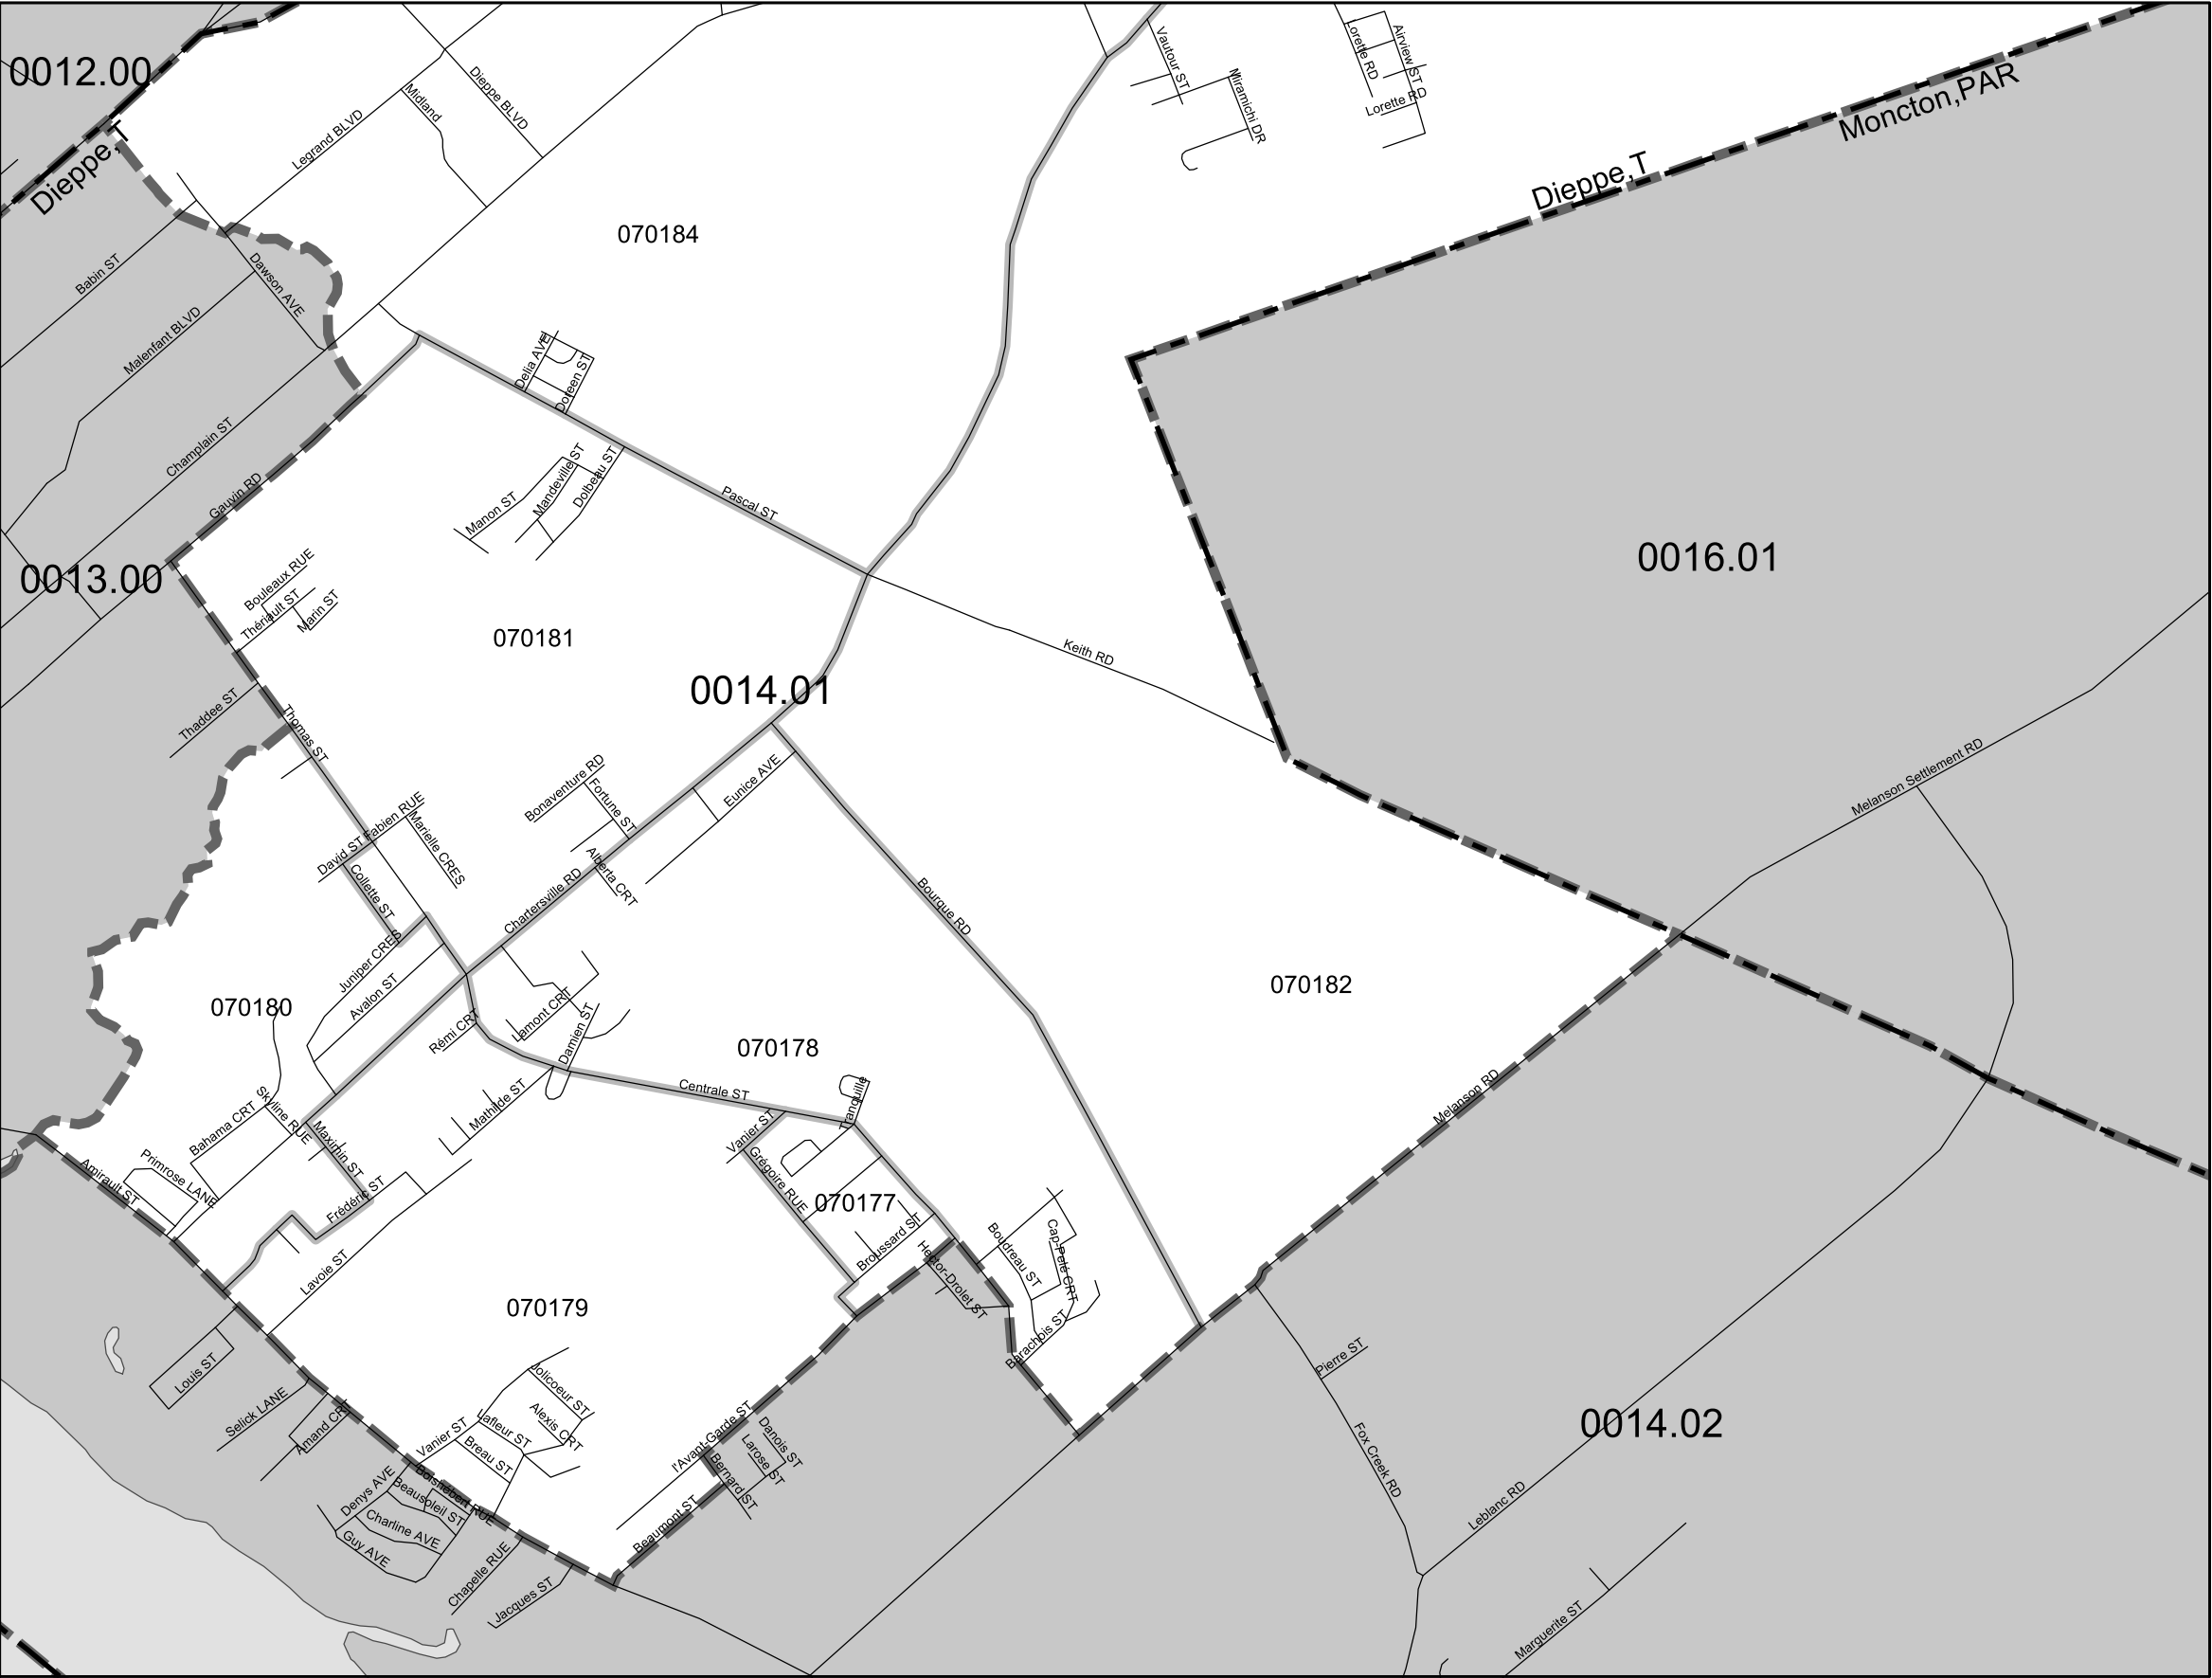 0012.00
Dieppe,T
Legrand BLVD
Midland
Dieppe BLVD
Vautour ST
Miramichi DR
Lorette RD
Airview ST
Lorette RD
Moncton,PAR
Dieppe,T
070184
Babin ST
Dawson AVE
Malenfant BLVD
Champlain ST
Gauvin RD
Delia AVE
Doreen ST
Manon ST
Mandeville ST
Dolbeau ST
Pascal ST
0016.01
0013.00
Bouleaux RUE
Thériault ST
Marin ST
070181
0014.01
Keith RD
Thaddee ST
Thomas ST
Melanson Settlement RD
Bonaventure RD
Fortune ST
Eunice AVE
David ST
Fabien RUE
Marielle CRES
Collette ST
Alberta CRT
Chartersville RD
Bourque RD
Juniper CRES
Avalon ST
070180
070182
Rémi CRT
Lamont CRT
Damien ST
070178
Centrale ST
Tranquille
Melanson RD
Mathilde ST
Skyline RUE
Bahama CRT
Maximin ST
Primrose LANE
Amirault ST
Frédéric ST
Vanier ST
Grégoire RUE
070177
Broussard ST
Hector-Drolet ST
Boudreau ST
Cap-Pelé CRT
Barachois ST
Lavoie ST
070179
Louis ST
Selick LANE
Amand CRT
Jolicoeur ST
Alexis CRT
Lafleur ST
Vanier ST
Breau ST
l'Avant-Garde ST
Danois ST
Larose ST
Bernard ST
Beaumont ST
Denys AVE
Boishébert RUE
Beausoleil ST
Charline AVE
Guy AVE
Chapelle RUE
Jacques ST
Pierre ST
Fox Creek RD
0014.02
Leblanc RD
Marguerite ST